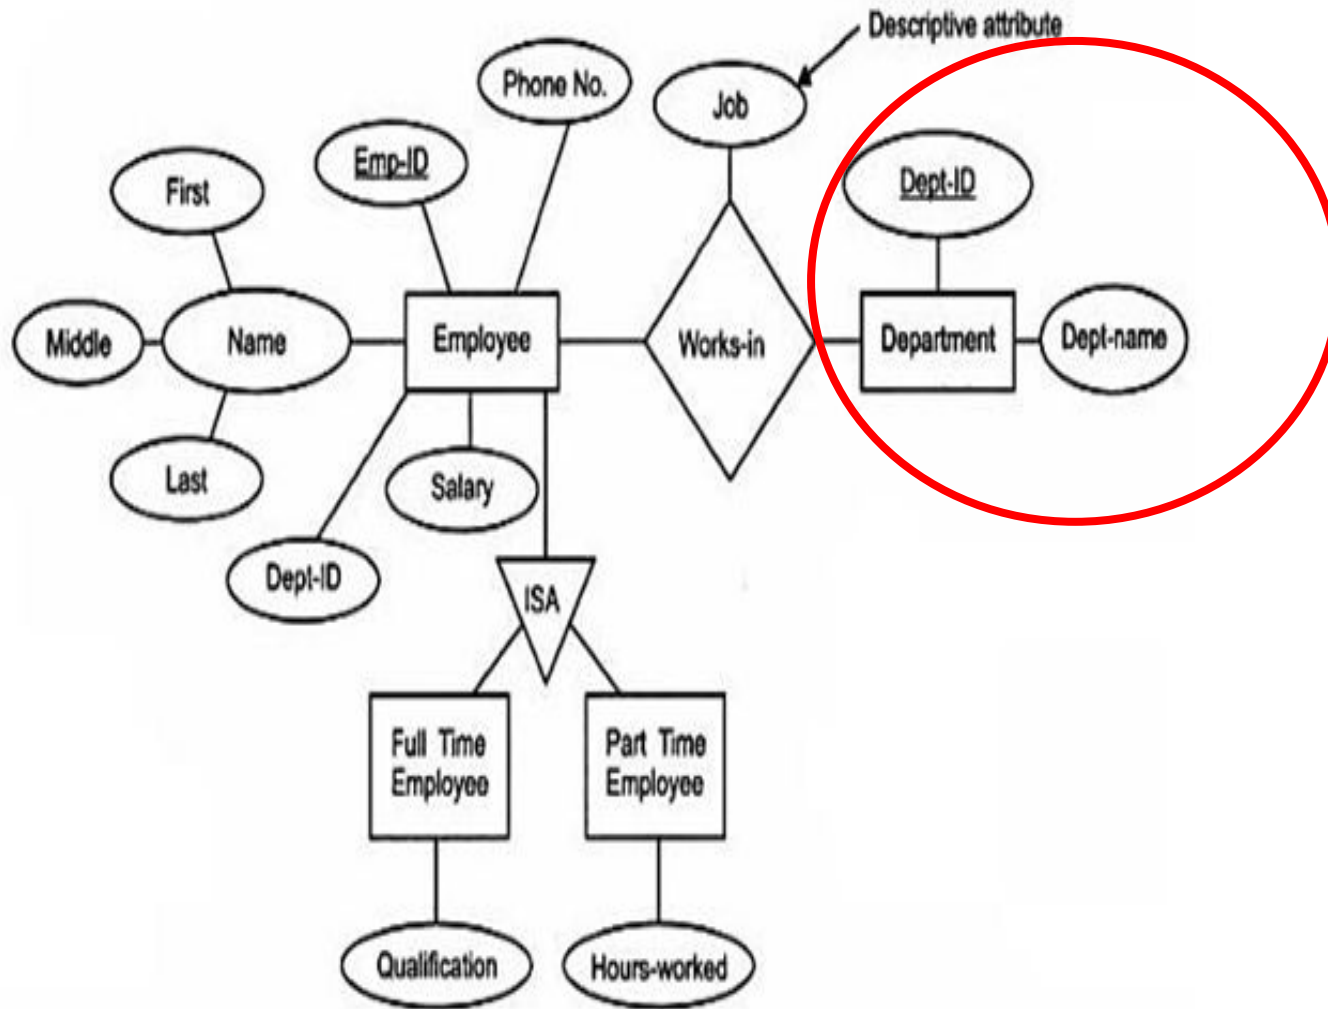 Descriptive attribute
Phone No.
Job
Emp-ID
First
Dept-ID
Middle
Name
Employee
Works-in
Department
Dept-name
Last
Salary
Dept-ID
ISA
Full Time
Employee
Part Time
Employee
Qualification
Hours-worked